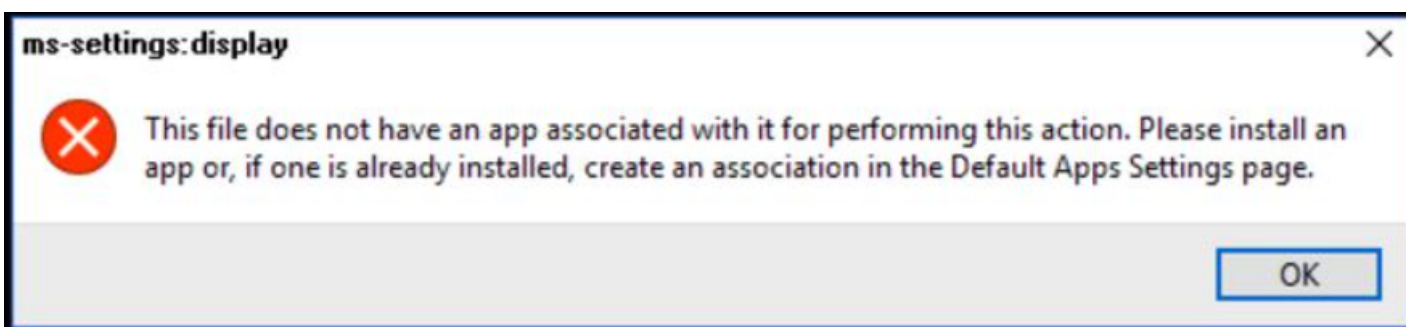 ms-settings:display
This file does not have an app associated with it for performing this action. Please install an
app or, if one is already installed, create an association in the Default Apps Settings page.
OK